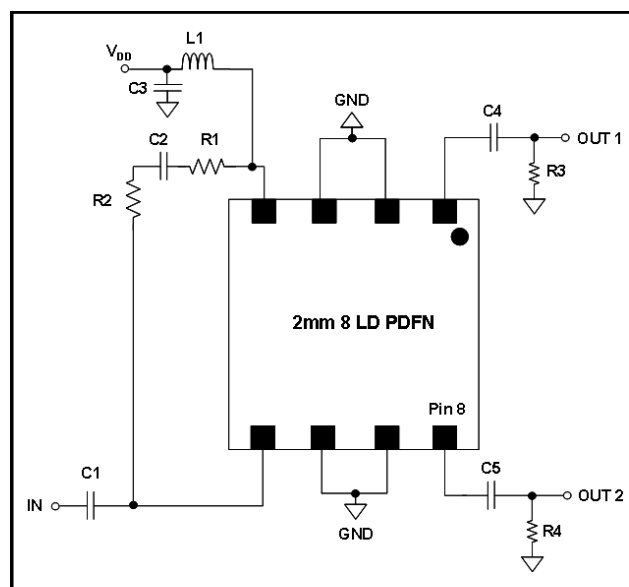 L1
V_DD
C3
GND
C4
OUT 1
C2
R1
R3
R2
2mm 8 LD PDFN
Pin 8
C1
C5
IN
OUT 2
GND
R4